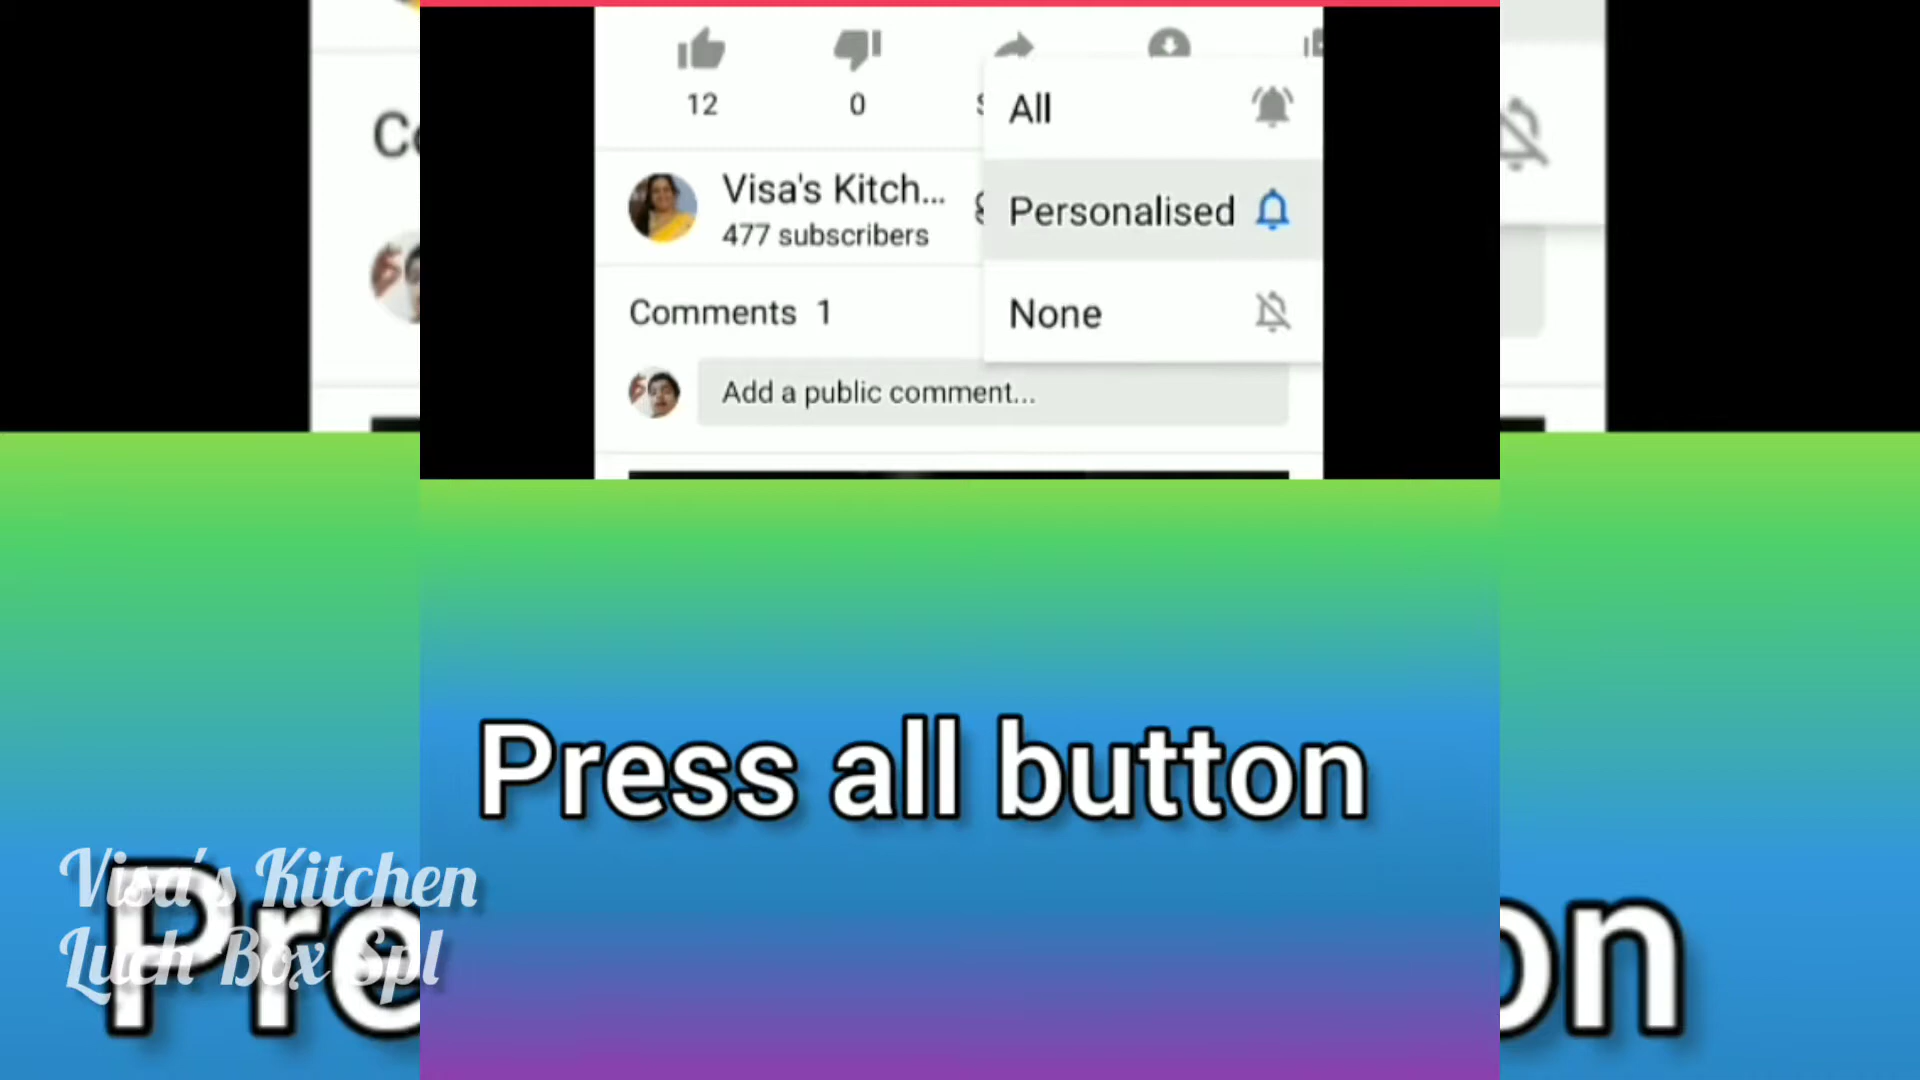 12
0
All
Visa's Kitch...
477 subscribers
Personalised
Comments 1
None
Add a public comment...
Press all button
Visa's Kitchen
Luch Box Spl